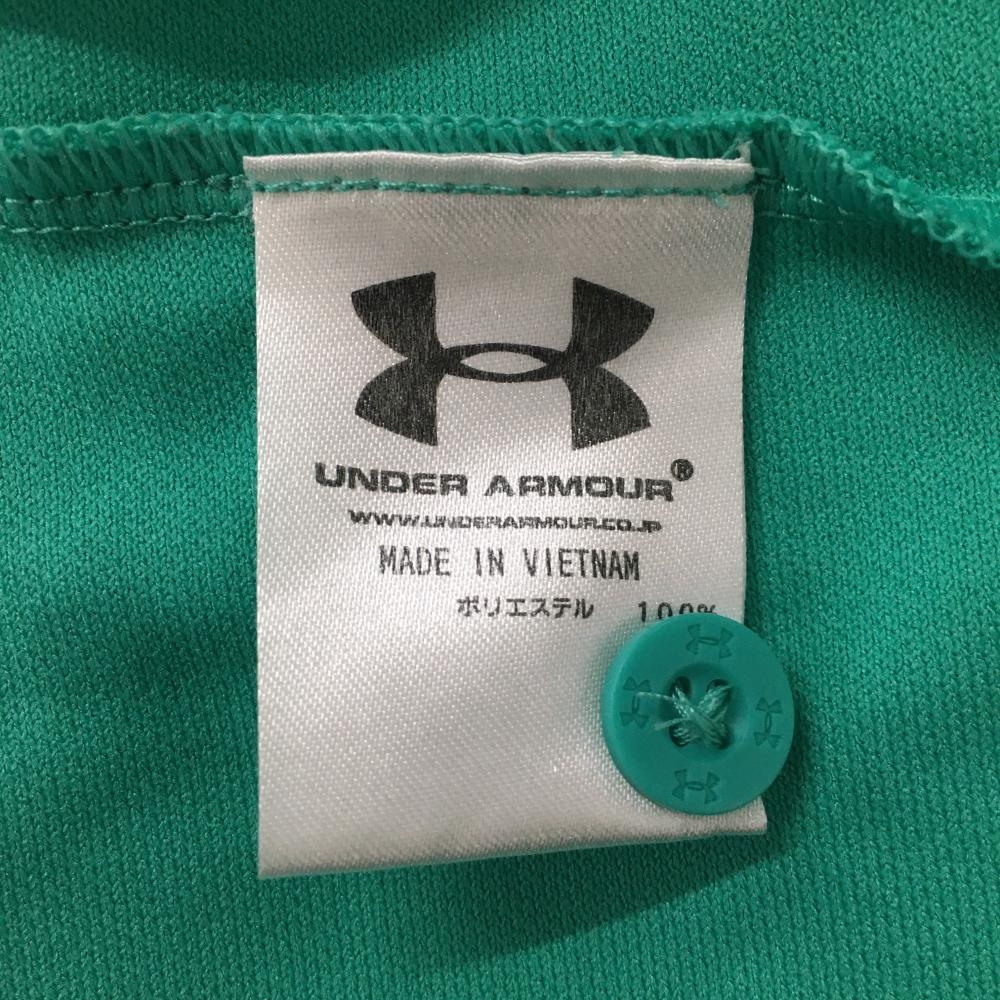 UNDER ARMOUR®
WWW.UNDERARMOUR.CO.JP
MADE IN VIETNAM
ポリエステル 100%